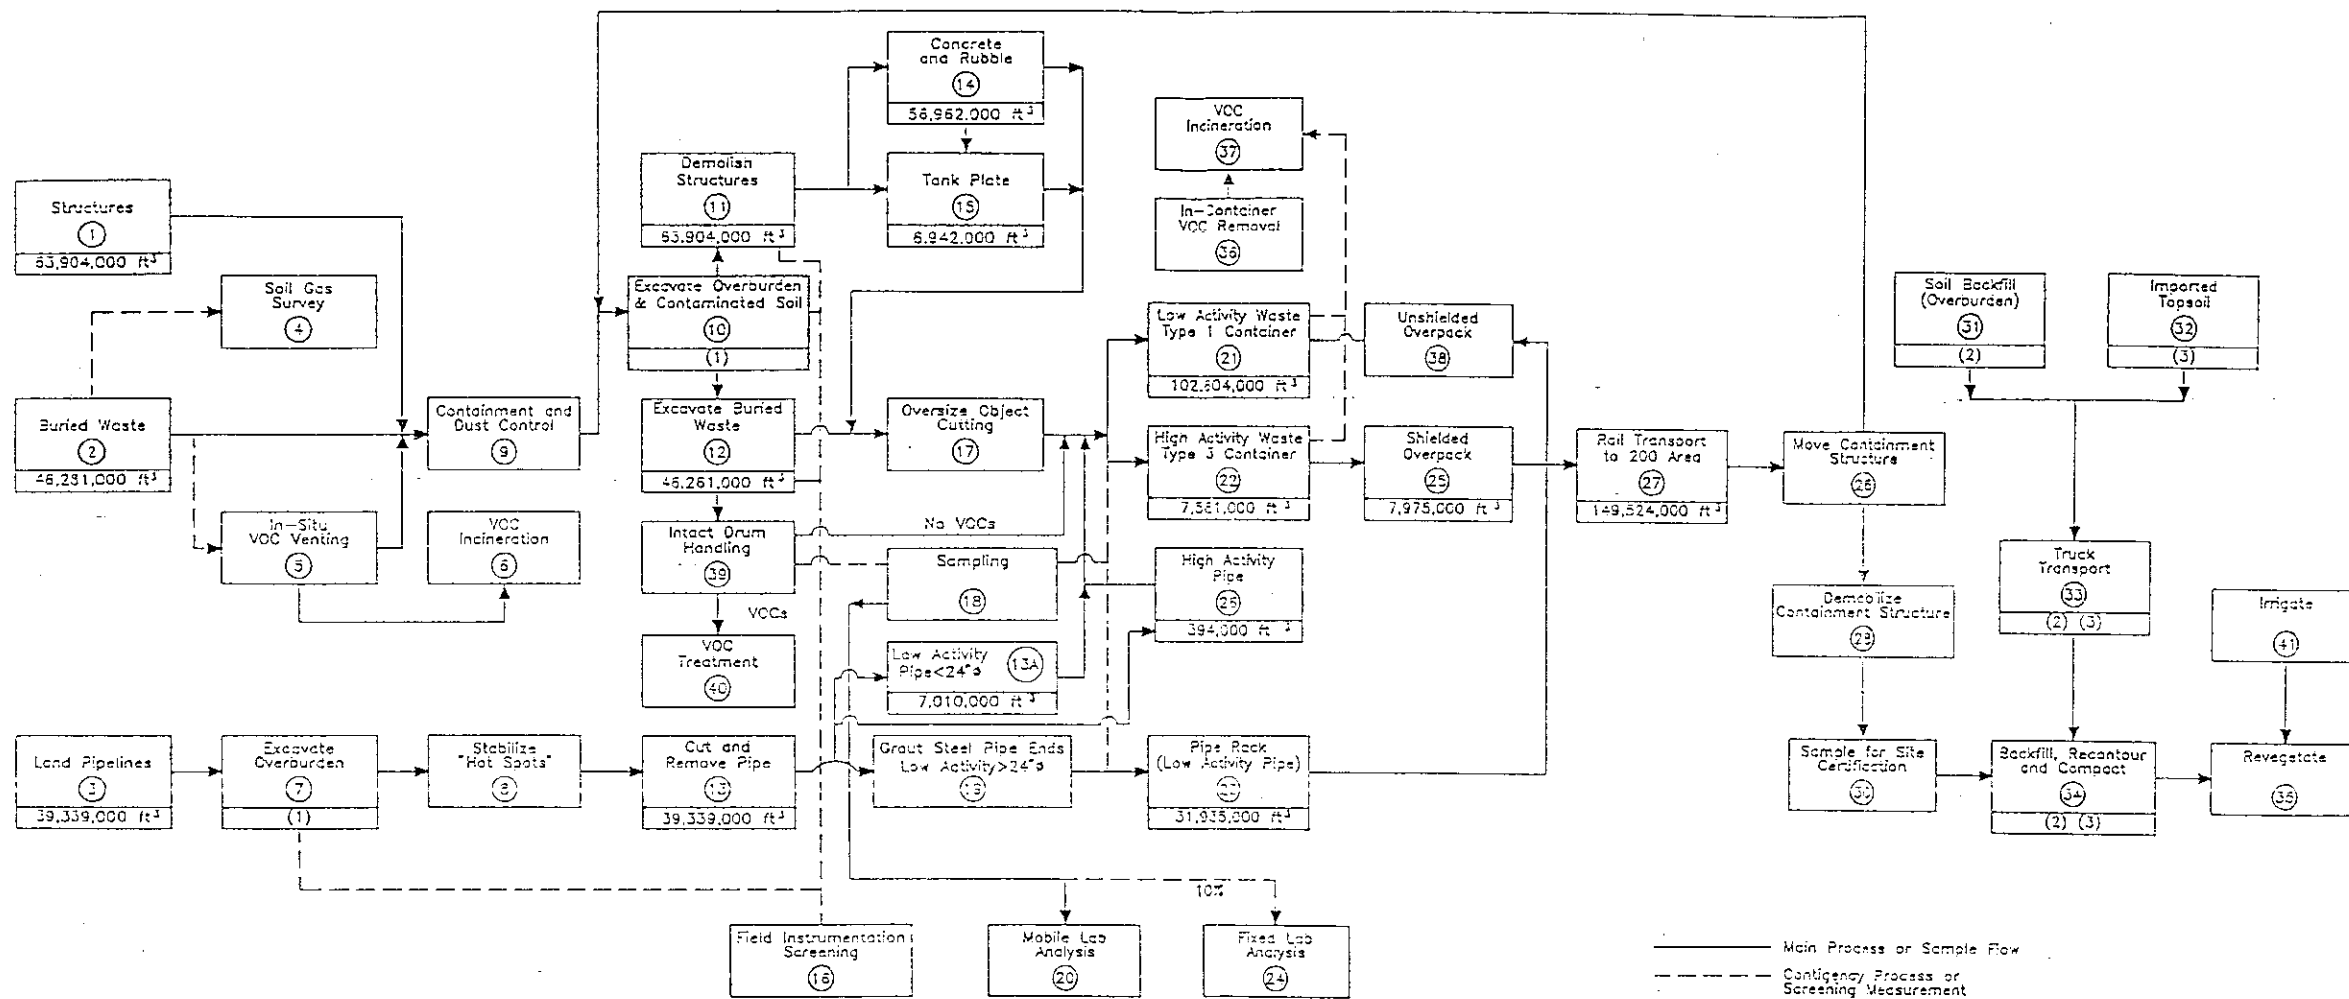 Concrete
and Rubble
14
56,962,000 ft³
VOC
Incineration
37
Demolish
Structures
11
63,904,000 ft³
Tank Plate
15
6,942,000 ft³
Structures
1
63,904,000 ft³
In-Container
VOC Removal
36
Soil Gas
Survey
4
Excavate Overburden
& Contaminated Soil
10
(1)
Low Activity Waste
Type 1 Container
21
102,604,000 ft³
Unshielded
Overpack
38
Soil Backfill
(Overburden)
31
(2)
Imported
Topsoil
32
(3)
Buried Waste
2
46,281,000 ft³
Containment and
Dust Control
9
Excavate Buried
Waste
12
46,281,000 ft³
Oversize Object
Cutting
17
High Activity Waste
Type 3 Container
22
7,581,000 ft³
Shielded
Overpack
25
7,975,000 ft³
Rail Transport
to 200 Area
27
149,524,000 ft³
Move Containment
Structure
28
In-Situ
VOC Venting
5
VOC
Incineration
6
Intact Drum
Handling
39
No VOCs
VOCs
Sampling
18
High Activity
Pipe
26
394,000 ft³
Truck
Transport
33
(2) (3)
Demobilize
Containment Structure
29
Irrigate
41
VOC
Treatment
40
Low Activity
Pipe<24"ø
13A
7,010,000 ft³
Land Pipelines
3
39,339,000 ft³
Excavate
Overburden
7
(1)
Stabilize
"Hot Spots"
8
Cut and
Remove Pipe
13
39,339,000 ft³
Grout Steel Pipe Ends
Low Activity>24"ø
19
Pipe Rack
(Low Activity Pipe)
23
31,935,000 ft³
Sample for Site
Certification
30
Backfill, Recontour
and Compact
34
(2) (3)
Revegetate
35
10%
Field Instrumentation
Screening
16
Mobile Lab
Analysis
20
Fixed Lab
Analysis
24
Main Process or Sample Flow
Contigency Process or
Screening Measurement